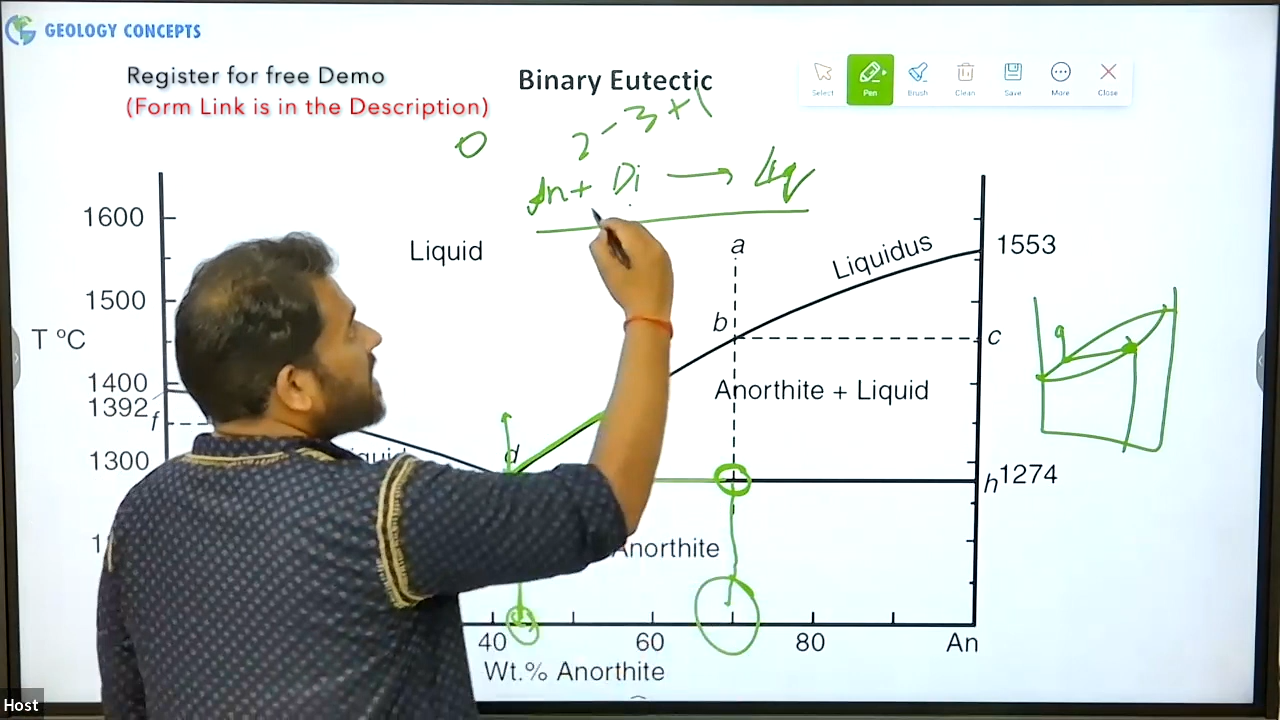 GEOLOGY CONCEPTS
Register for free Demo
(Form Link is in the Description)
Binary Eutectic
Select
Pen
Brush
Clean
Save
More
Close
2 - 3 + 1
O
An + Di → Liq
1600
Liquid
a
Liquidus
1553
1500
b
T ºC
c
1400
Anorthite + Liquid
1392
f
d
1300
h 1274
Anorthite
40
60
80
An
Wt.% Anorthite
Host